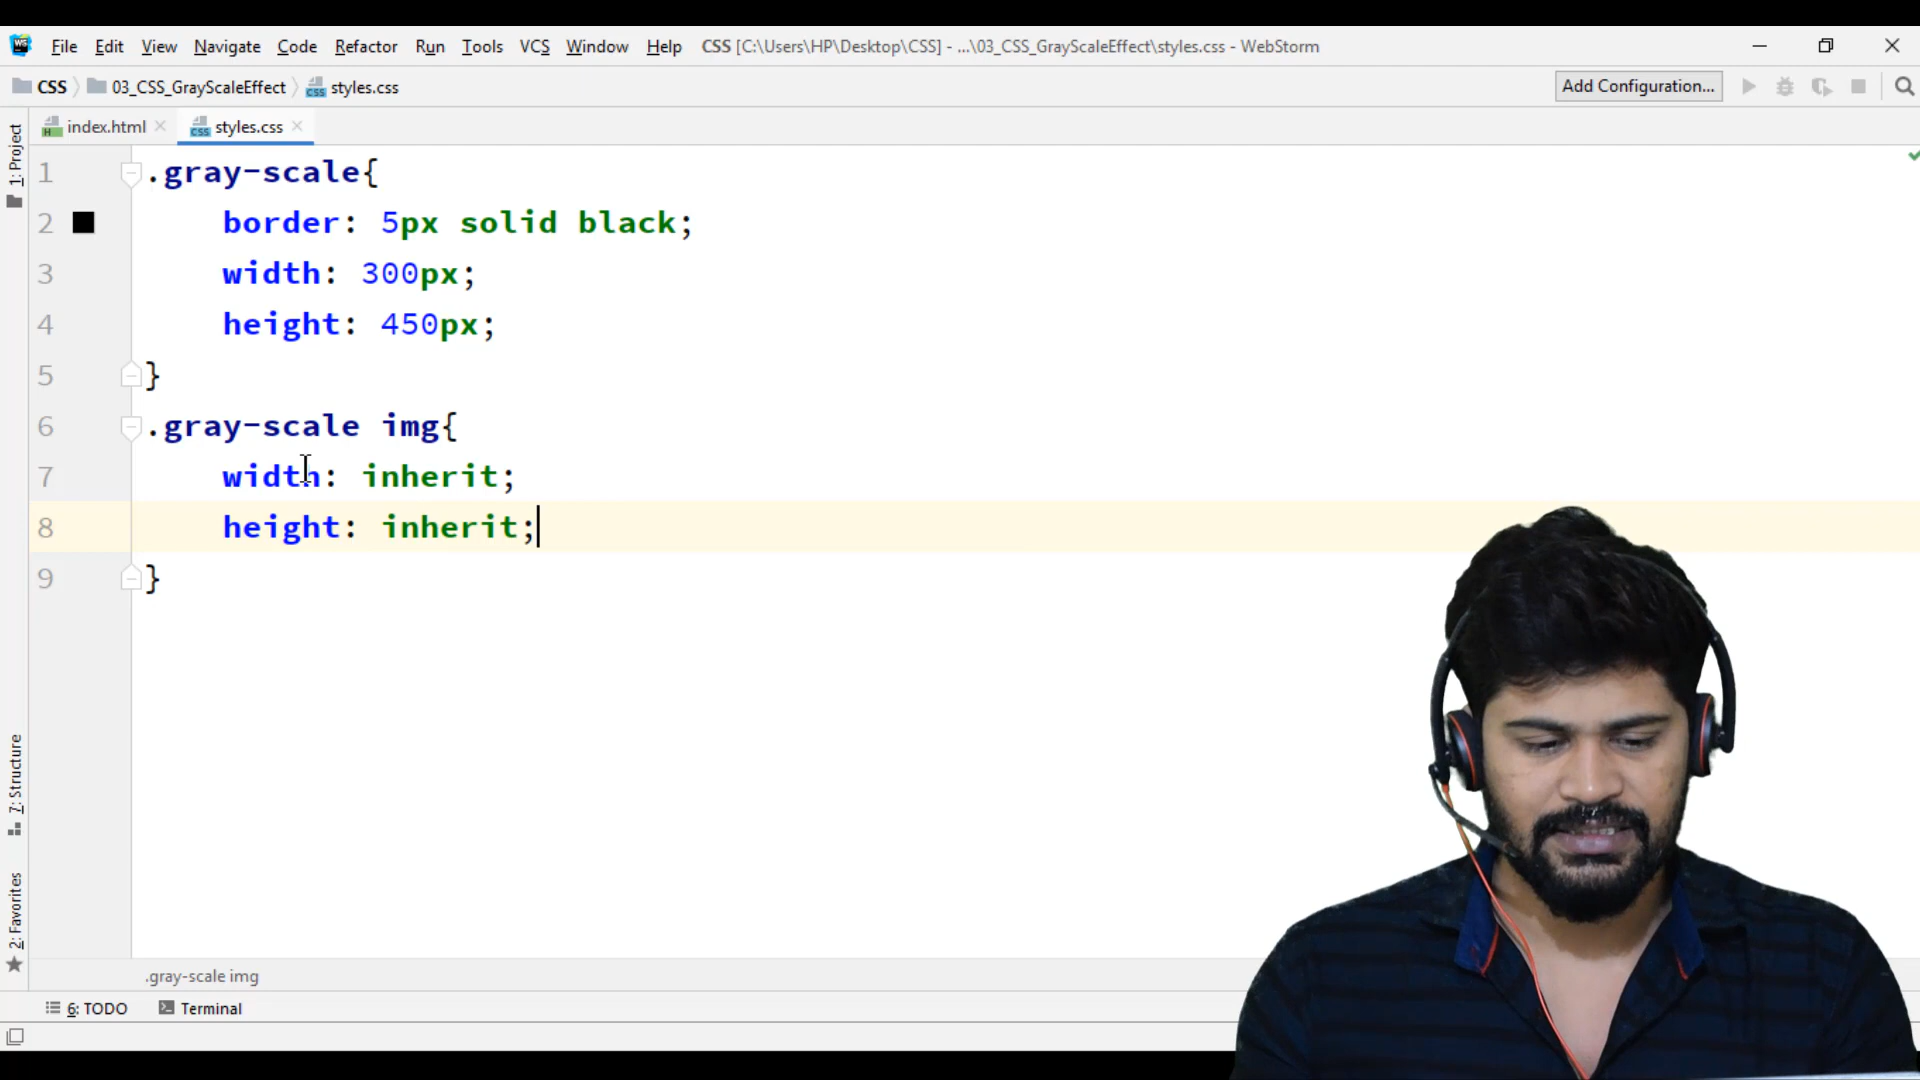 File Edit View Navigate Code Refactor Run Tools VCS Window Help CSS [C:\Users\HP\Desktop\CSS] - ...\03_CSS_GrayScaleEffect\styles.css - WebStorm
CSS 03_CSS_GrayScaleEffect styles.css Add Configuration...
index.html styles.css
1: Project
1 .gray-scale{
2 border: 5px solid black;
3 width: 300px;
4 height: 450px;
5 }
6 .gray-scale img{
7 width: inherit;
8 height: inherit;
9 }
7: Structure
2: Favorites
.gray-scale img
6: TODO Terminal